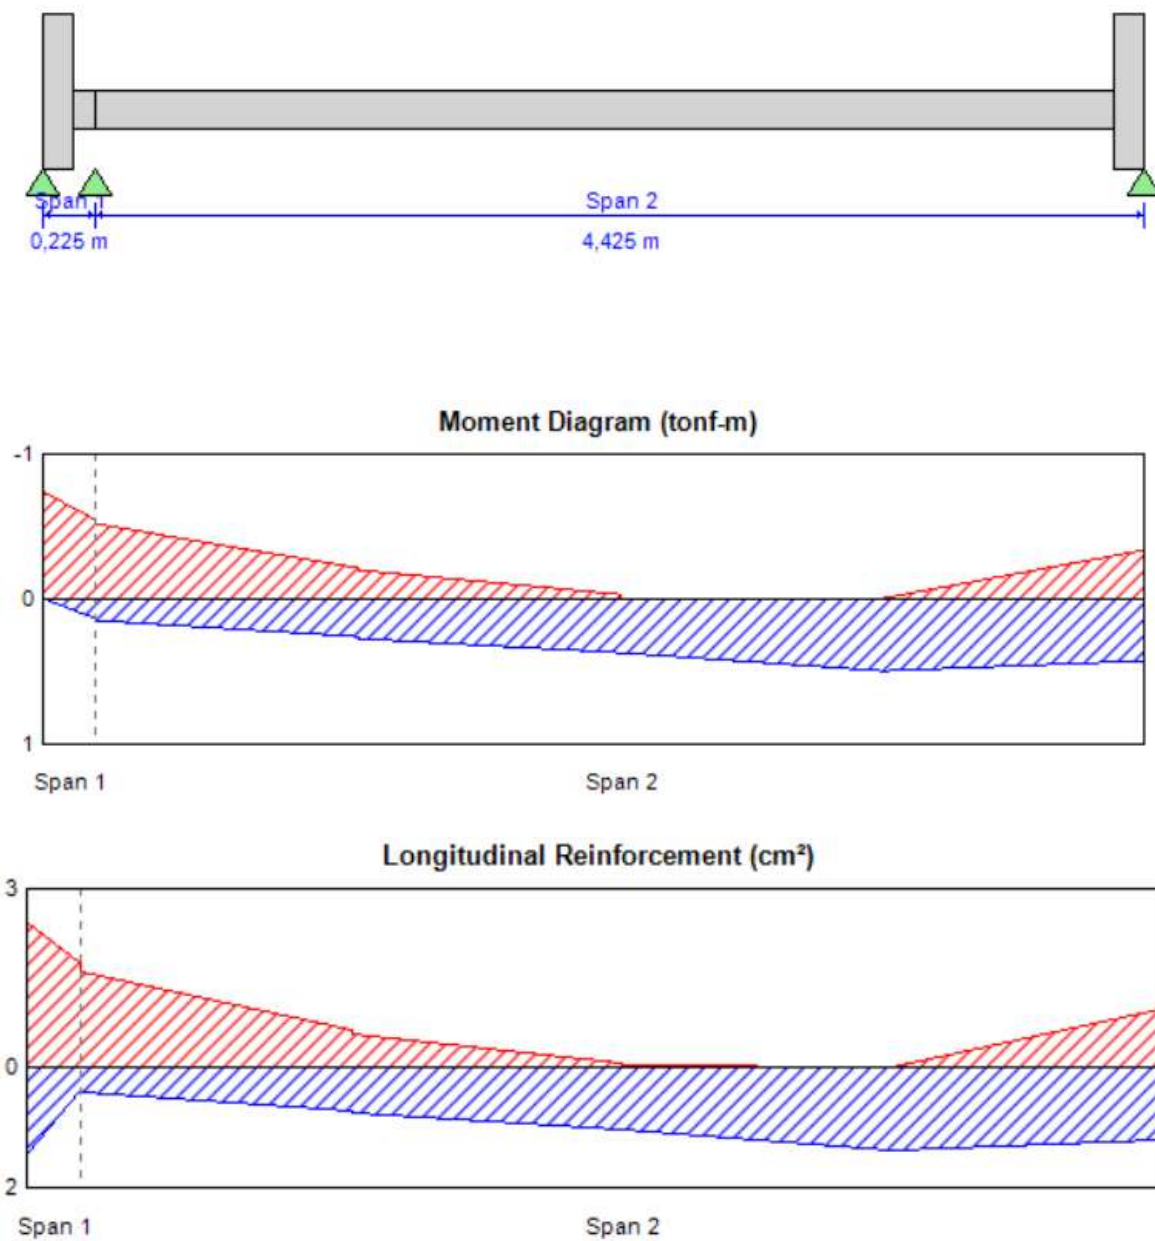 Span 1
Span 2
0,225 m
4,425 m
Moment Diagram (tonf-m)
-1
0
1
Span 1
Span 2
Longitudinal Reinforcement (cm²)
3
0
2
Span 1
Span 2